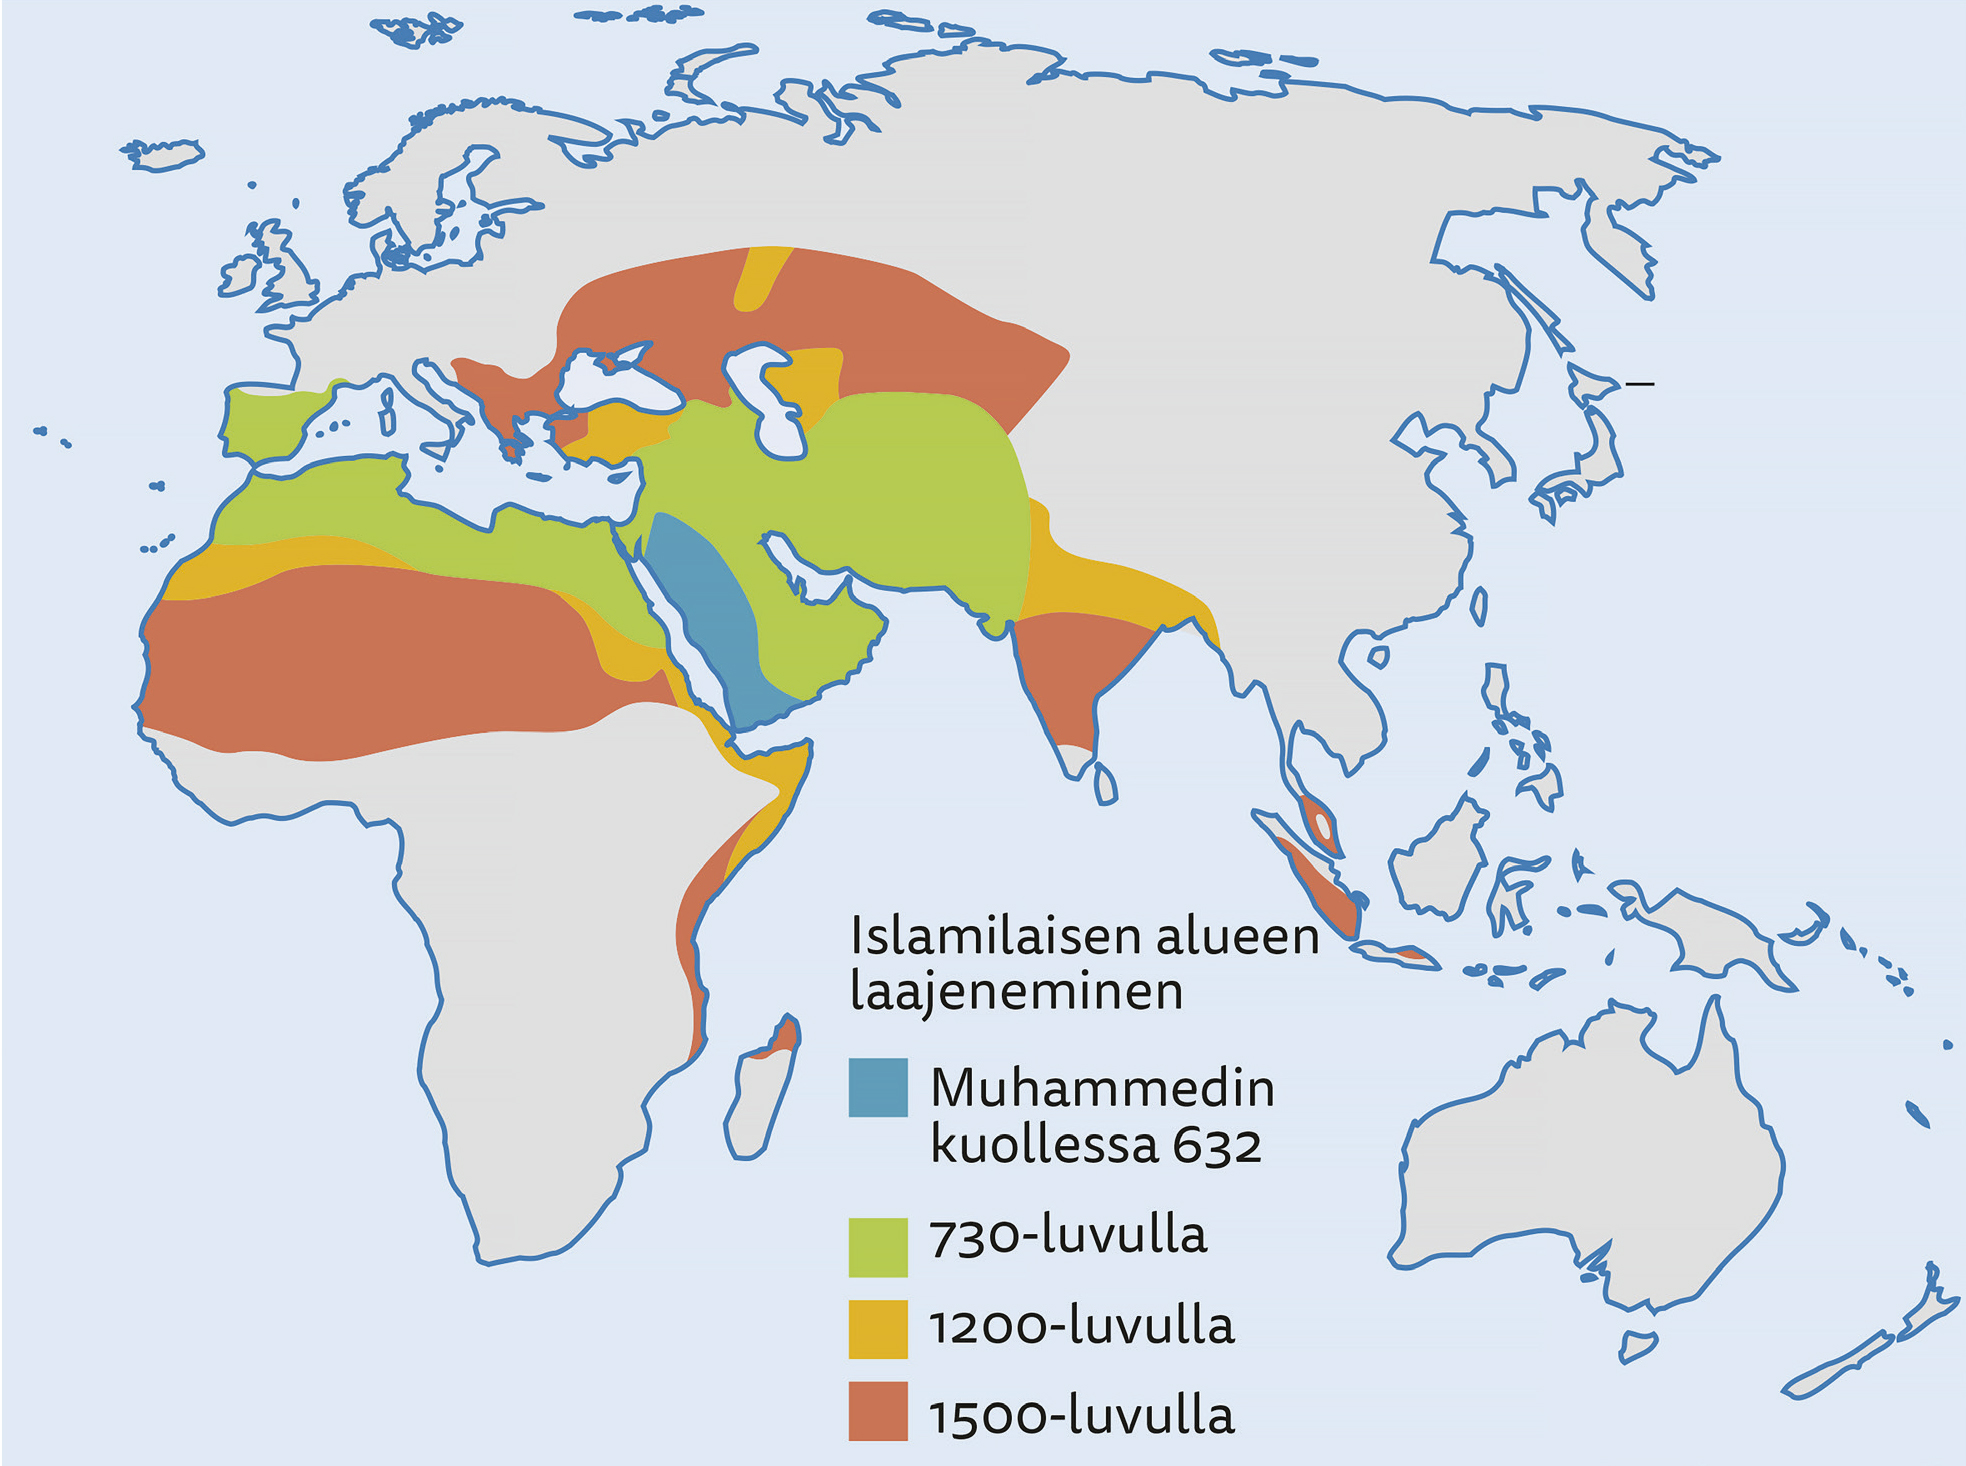 Islamilaisen alueen
laajeneminen
Muhammedin
kuollessa 632
730-luvulla
1200-luvulla
1500-luvulla